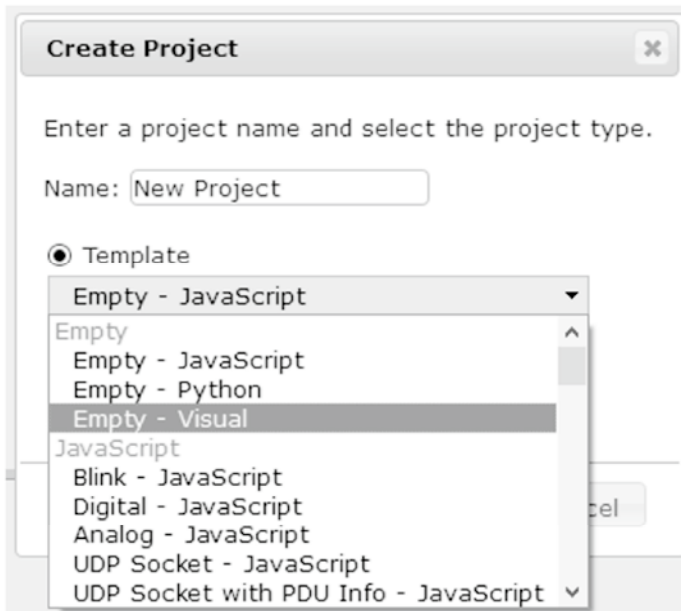 Create Project
Enter a project name and select the project type.
Name: New Project
Template
Empty - JavaScript
Empty
Empty - JavaScript
Empty - Python
Empty - Visual
JavaScript
Blink - JavaScript
Digital - JavaScript
Analog - JavaScript
UDP Socket - JavaScript
cel
UDP Socket with PDU Info - JavaScript